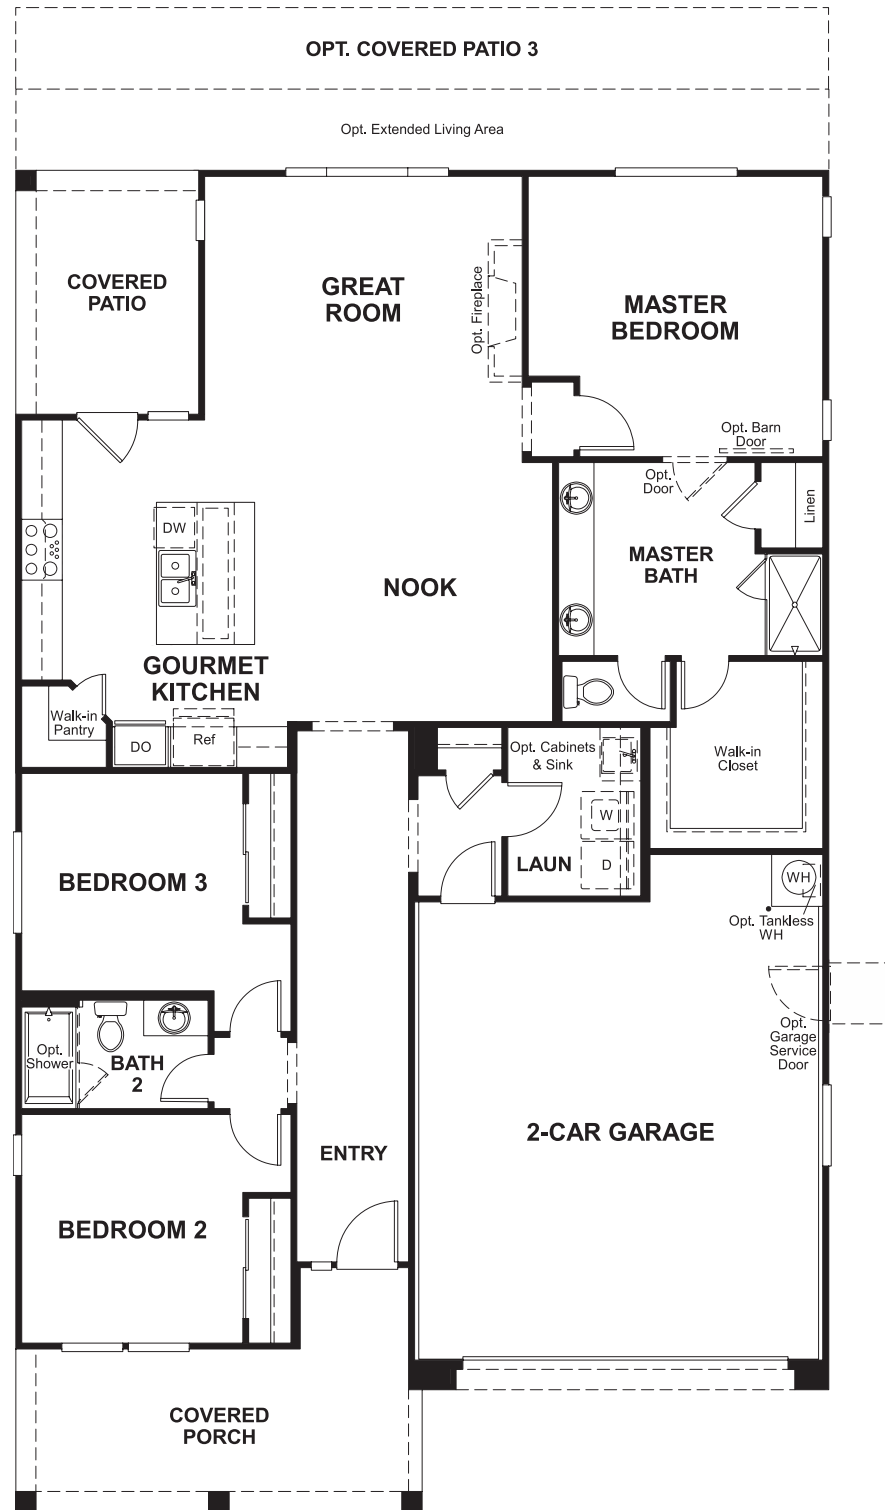 OPT. COVERED PATIO 3
Opt. Extended Living Area
COVERED
PATIO
GREAT
ROOM
Opt. Fireplace
MASTER
BEDROOM
Opt. Barn
Door
Opt.
Door
Linen
DW
MASTER
BATH
NOOK
GOURMET
KITCHEN
Walk-in
Pantry
DO
Ref
Opt. Cabinets
& Sink
Walk-in
Closet
W
LAUN
D
BEDROOM 3
WH
Opt. Tankless
WH
Opt.
Shower
BATH
2
Opt.
Garage
Service
Door
2-CAR GARAGE
ENTRY
BEDROOM 2
COVERED
PORCH